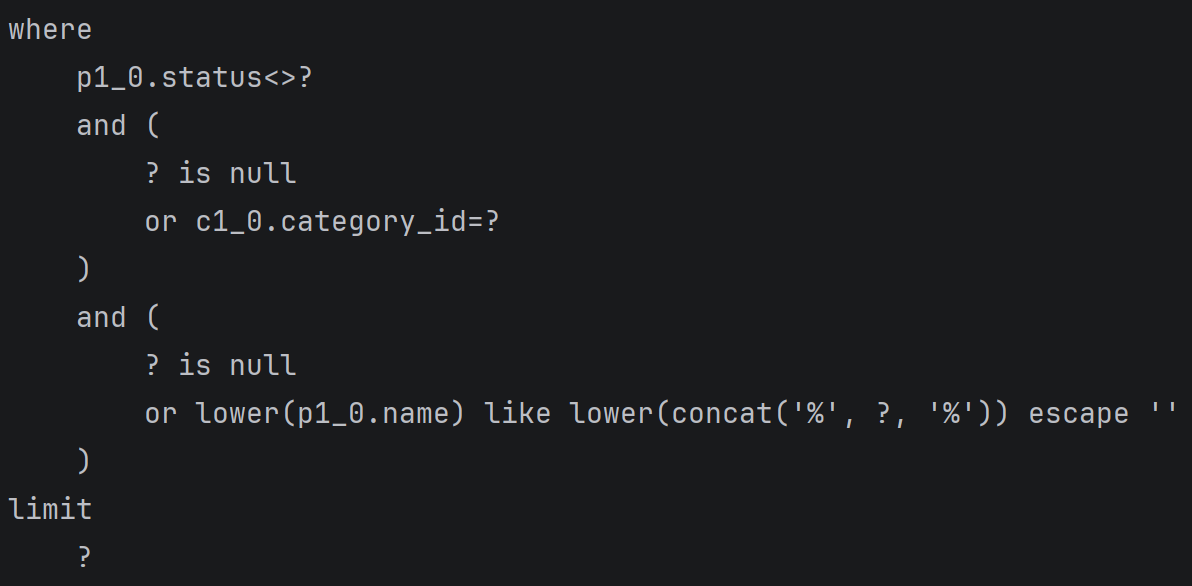 where
    p1_0.status<>?
    and (
        ? is null
        or c1_0.category_id=?
    )
    and (
        ? is null
        or lower(p1_0.name) like lower(concat('%', ?, '%')) escape ''
    )
limit
    ?